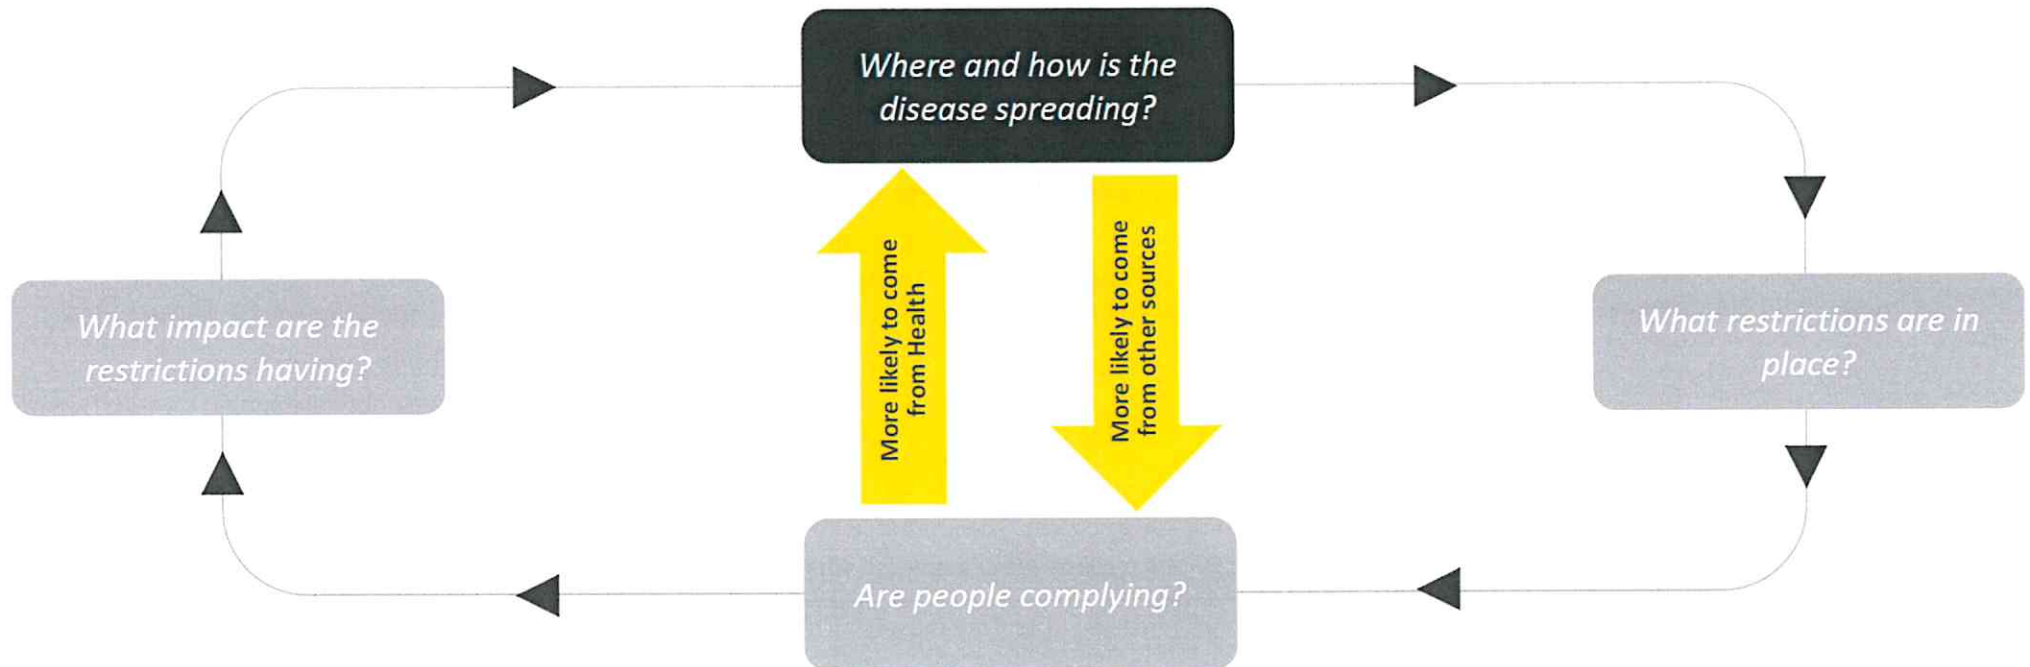 Where and how is the
disease spreading?
More likely to come
from Health
More likely to come
from other sources
What impact are the
restrictions having?
What restrictions are in
place?
Are people complying?